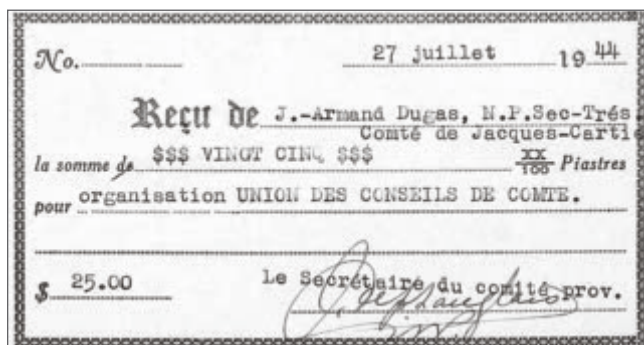 No. 27 juillet 1944
Reçu de J.-Armand Dugas, N.P.Sec-Trés.
Comté de Jacques-Carti
la somme de $$$ VINGT CINQ $$$ XX/100 Piastres
pour organisation UNION DES CONSEILS DE COMTE.
$ 25.00 Le Secrétaire du comité prov.